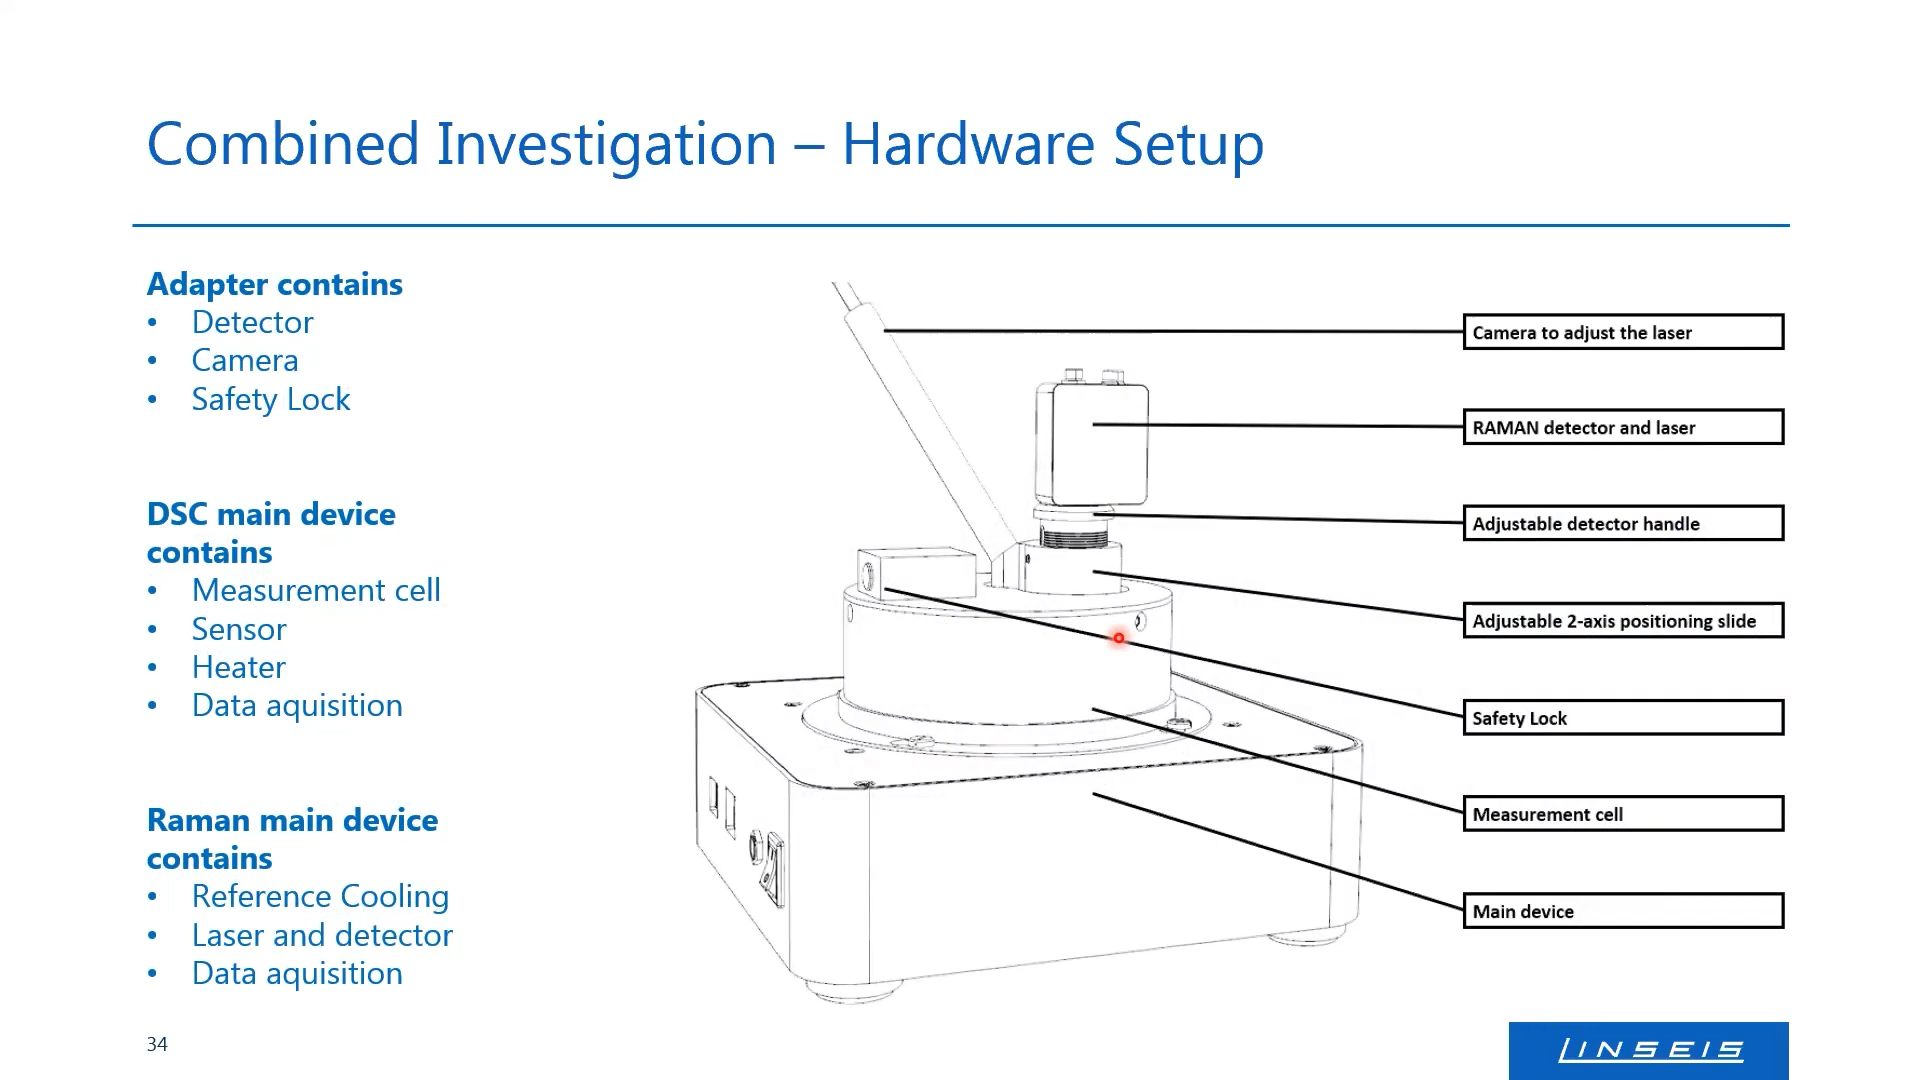 Combined Investigation – Hardware Setup
Adapter contains
• Detector
• Camera
• Safety Lock
DSC main device
contains
• Measurement cell
• Sensor
• Heater
• Data aquisition
Raman main device
contains
• Reference Cooling
• Laser and detector
• Data aquisition
Camera to adjust the laser
RAMAN detector and laser
Adjustable detector handle
Adjustable 2-axis positioning slide
Safety Lock
Measurement cell
Main device
34
LINSEIS